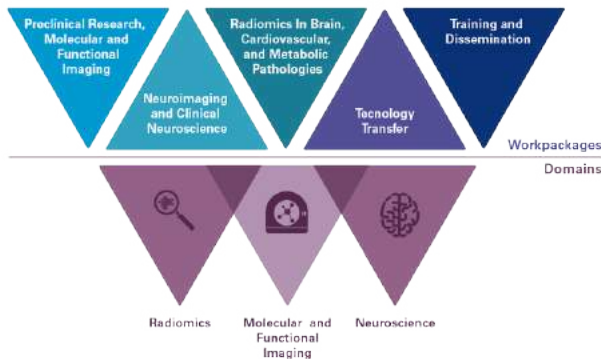 Preclinical Research,
Molecular and
Functional
Imaging
Neuroimaging
and Clinical
Neuroscience
Radiomics In Brain,
Cardiovascular,
and Metabolic
Pathologies
Tecnology
Transfer
Training and
Dissemination
Workpackages
Domains
Radiomics
Molecular and
Functional
Imaging
Neuroscience